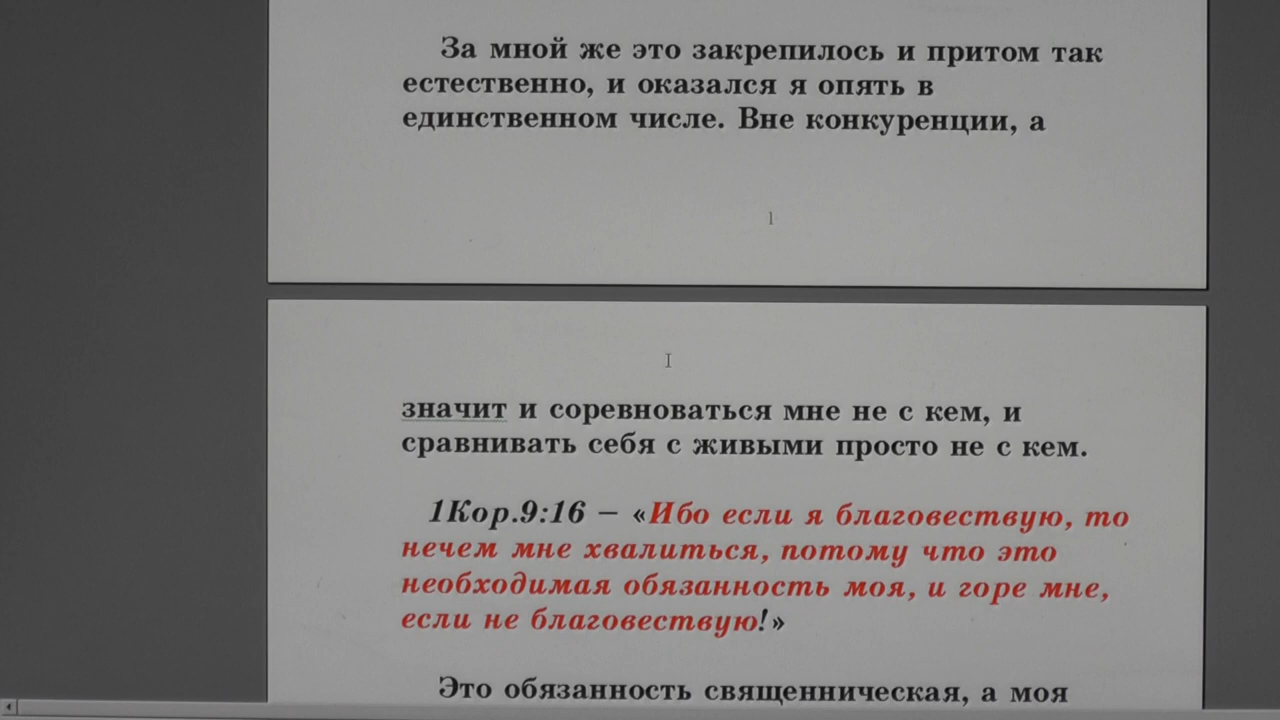 За мной же это закрепилось и притом так
естественно, и оказался я опять в
единственном числе. Вне конкуренции, а
1
значит и соревноваться мне не с кем, и
сравнивать себя с живыми просто не с кем.
1Кор.9:16 – «Ибо если я благовествую, то
нечем мне хвалиться, потому что это
необходимая обязанность моя, и горе мне,
если не благовествую!»
Это обязанность священническая, а моя